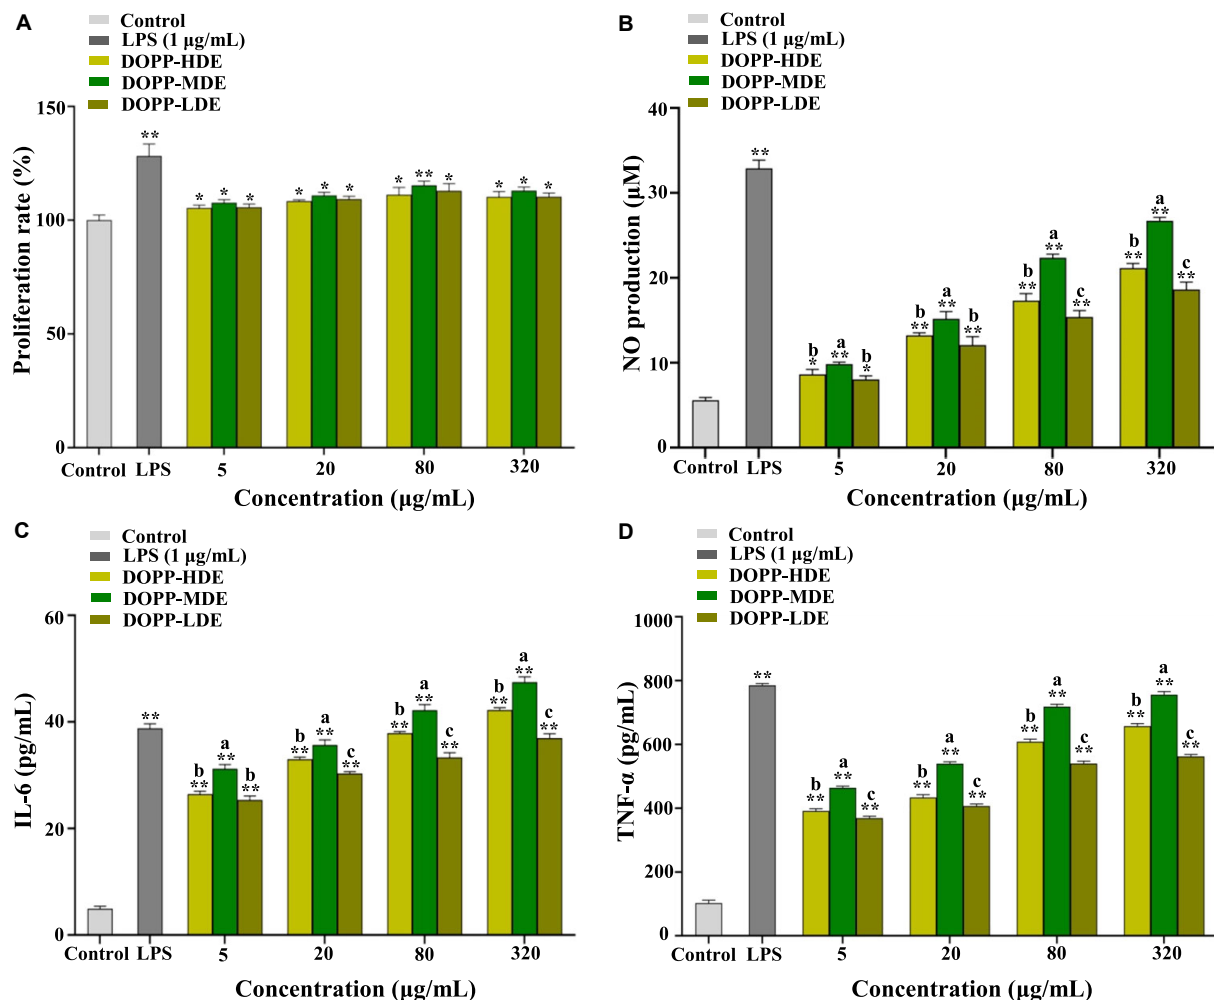 A
Control
LPS (1 μg/mL)
DOPP-HDE
DOPP-MDE
DOPP-LDE
150
100
50
0
Proliferation rate (%)
**
* * *
* * *
* ** *
* * *
Control LPS 5 20 80 320
Concentration (μg/mL)
B
Control
LPS (1 μg/mL)
DOPP-HDE
DOPP-MDE
DOPP-LDE
40
30
20
10
0
NO production (μM)
**
b a b
* ** *
b a b
** ** **
b a c
** ** **
b a c
** ** **
Control LPS 5 20 80 320
Concentration (μg/mL)
C
Control
LPS (1 μg/mL)
DOPP-HDE
DOPP-MDE
DOPP-LDE
60
40
20
0
IL-6 (pg/mL)
**
b a b
** ** **
b a c
** ** **
b a c
** ** **
b a c
** ** **
Control LPS 5 20 80 320
Concentration (μg/mL)
D
Control
LPS (1 μg/mL)
DOPP-HDE
DOPP-MDE
DOPP-LDE
1000
800
600
400
200
0
TNF-α (pg/mL)
**
b a c
** ** **
b a c
** ** **
b a c
** ** **
b a c
** ** **
Control LPS 5 20 80 320
Concentration (μg/mL)